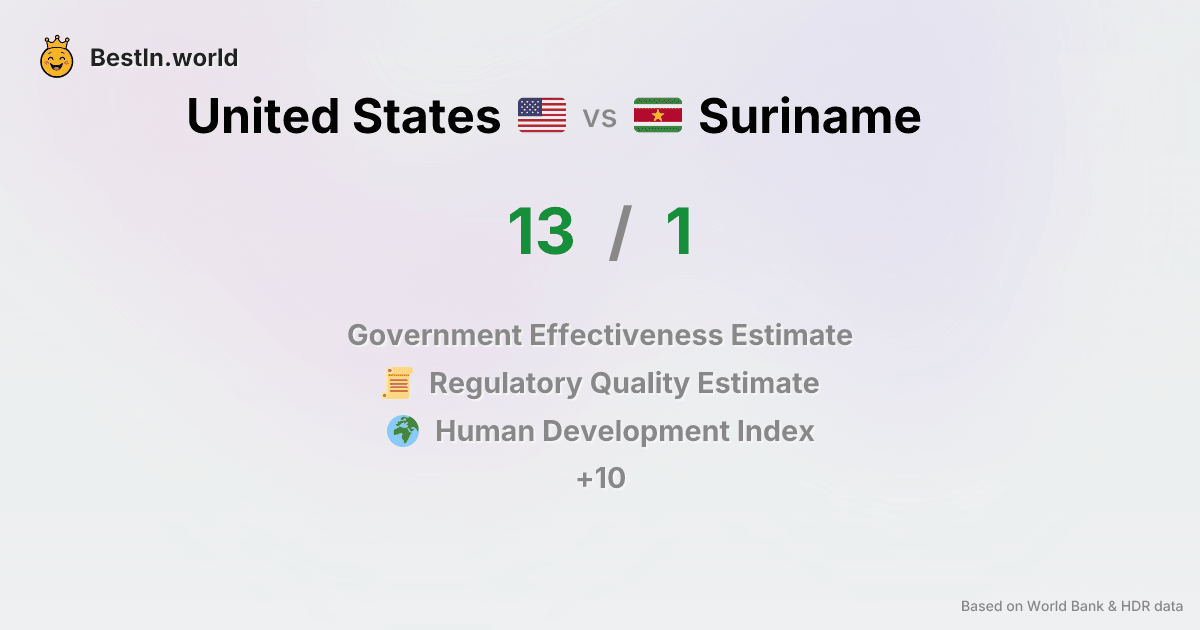 BestIn.world
United States vs Suriname
13 / 1
Government Effectiveness Estimate
Regulatory Quality Estimate
Human Development Index
+10
Based on World Bank & HDR data